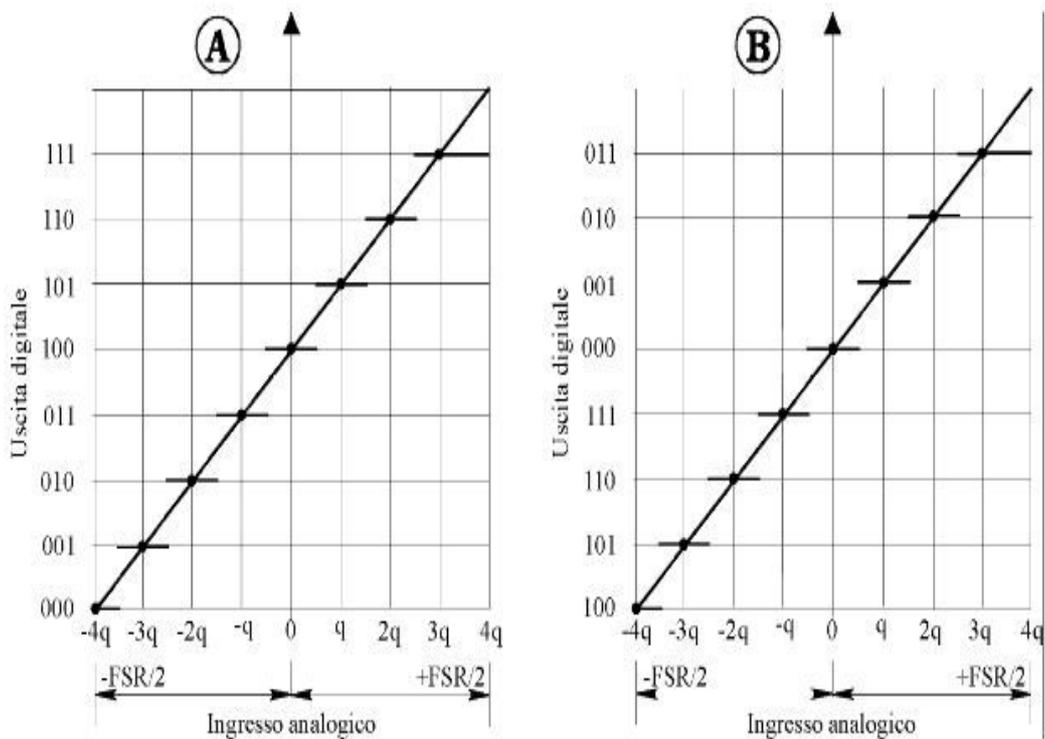 A
Uscita digitale
111
110
101
100
011
010
001
000
-4q -3q -2q -q 0 q 2q 3q 4q
-FSR/2 +FSR/2
Ingresso analogico
B
Uscita digitale
011
010
001
000
111
110
101
100
-4q -3q -2q -q 0 q 2q 3q 4q
-FSR/2 +FSR/2
Ingresso analogico